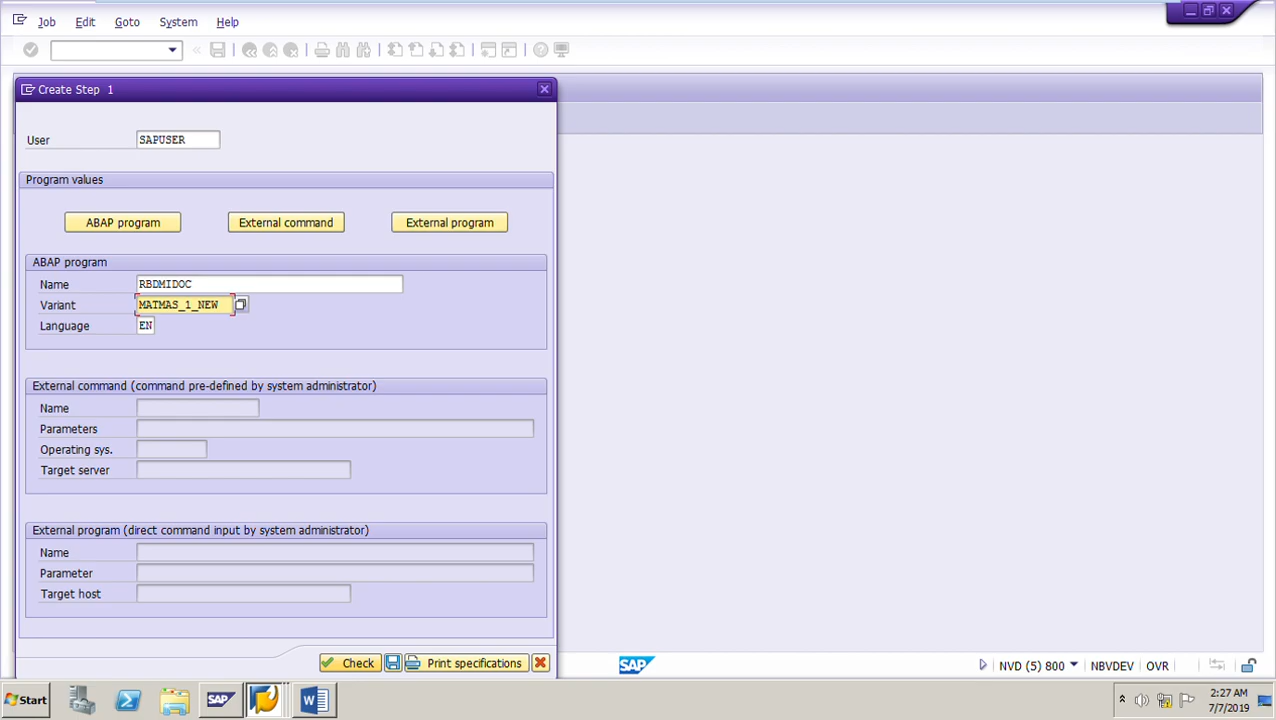 Job Edit Goto System Help
Create Step 1
User SAPUSER
Program values
ABAP program External command External program
ABAP program
Name RBDMIDOC
Variant MATMAS_1_NEW
Language EN
External command (command pre-defined by system administrator)
Name
Parameters
Operating sys.
Target server
External program (direct command input by system administrator)
Name
Parameter
Target host
Check Print specifications
SAP NVD (5) 800 NBVDEV OVR
Start SAP W 2:27 AM
7/7/2019